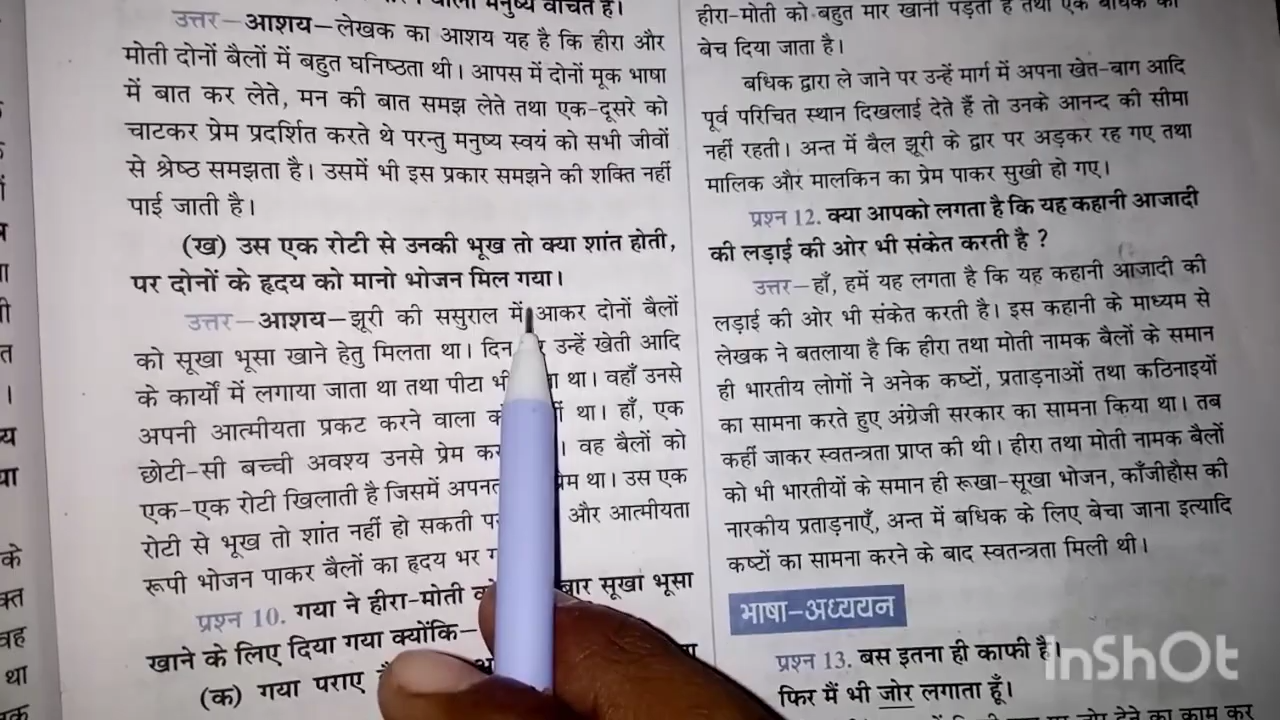 मनुष्य वंचित है।
उत्तर–आशय–लेखक का आशय यह है कि हीरा और
मोती दोनों बैलों में बहुत घनिष्ठता थी। आपस में दोनों मूक भाषा
में बात कर लेते, मन की बात समझ लेते तथा एक-दूसरे को
चाटकर प्रेम प्रदर्शित करते थे परन्तु मनुष्य स्वयं को सभी जीवों
से श्रेष्ठ समझता है। उसमें भी इस प्रकार समझने की शक्ति नहीं
पाई जाती है।
(ख) उस एक रोटी से उनकी भूख तो क्या शांत होती,
पर दोनों के हृदय को मानो भोजन मिल गया।
उत्तर–आशय–झूरी की ससुराल में आकर दोनों बैलों
को सूखा भूसा खाने हेतु मिलता था। दिन उन्हें खेती आदि
के कार्यों में लगाया जाता था तथा पीटा था। वहाँ उनसे
अपनी आत्मीयता प्रकट करने वाला था। हाँ, एक
छोटी-सी बच्ची अवश्य उनसे प्रेम वह बैलों को
एक-एक रोटी खिलाती है जिसमें था। उस एक
रोटी से भूख तो शांत नहीं हो सकती और आत्मीयता
रूपी भोजन पाकर बैलों का हृदय भर
प्रश्न 10. गया ने हीरा-मोती सूखा भूसा
खाने के लिए दिया गया क्योंकि–
(क) गया पराए
हीरा-मोती को बहुत मार खानी पड़ती है तथा एक बधिक को
बेच दिया जाता है।
बधिक द्वारा ले जाने पर उन्हें मार्ग में अपना खेत-बाग आदि
पूर्व परिचित स्थान दिखलाई देते हैं तो उनके आनन्द की सीमा
नहीं रहती। अन्त में बैल झूरी के द्वार पर अड़कर रह गए तथा
मालिक और मालकिन का प्रेम पाकर सुखी हो गए।
प्रश्न 12. क्या आपको लगता है कि यह कहानी आजादी
की लड़ाई की ओर भी संकेत करती है ?
उत्तर–हाँ, हमें यह लगता है कि यह कहानी आजादी की
लड़ाई की ओर भी संकेत करती है। इस कहानी के माध्यम से
लेखक ने बतलाया है कि हीरा तथा मोती नामक बैलों के समान
ही भारतीय लोगों ने अनेक कष्टों, प्रताड़नाओं तथा कठिनाइयों
का सामना करते हुए अंग्रेजी सरकार का सामना किया था। तब
कहीं जाकर स्वतन्त्रता प्राप्त की थी। हीरा तथा मोती नामक बैलों
को भी भारतीयों के समान ही रूखा-सूखा भोजन, काँजीहौस की
नारकीय प्रताड़नाएँ, अन्त में बधिक के लिए बेचा जाना इत्यादि
कष्टों का सामना करने के बाद स्वतन्त्रता मिली थी।
भाषा–अध्ययन
प्रश्न 13. बस इतना ही काफी है।
फिर मैं भी जोर लगाता हूँ।
InShOt